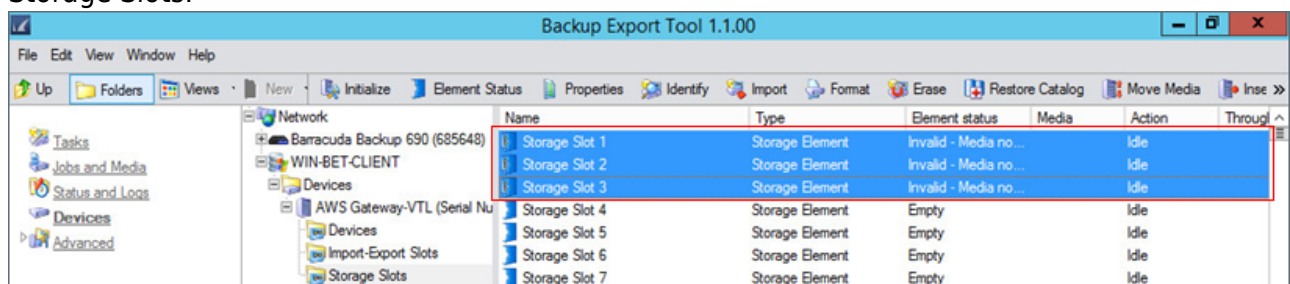 Storage Slots.
Backup Export Tool 1.1.00
File Edit View Window Help
Up Folders Views New Initialize Element Status Properties Identify Import Format Erase Restore Catalog Move Media Inse »
Tasks
Jobs and Media
Status and Logs
Devices
Advanced
Network
Barracuda Backup 690 (685648)
WIN-BET-CLIENT
Devices
AWS Gateway-VTL (Serial Nu
Devices
Import-Export Slots
Storage Slots
Name Type Element status Media Action Throug
Storage Slot 1 Storage Element Invalid - Media no... Idle
Storage Slot 2 Storage Element Invalid - Media no... Idle
Storage Slot 3 Storage Element Invalid - Media no... Idle
Storage Slot 4 Storage Element Empty Idle
Storage Slot 5 Storage Element Empty Idle
Storage Slot 6 Storage Element Empty Idle
Storage Slot 7 Storage Element Empty Idle